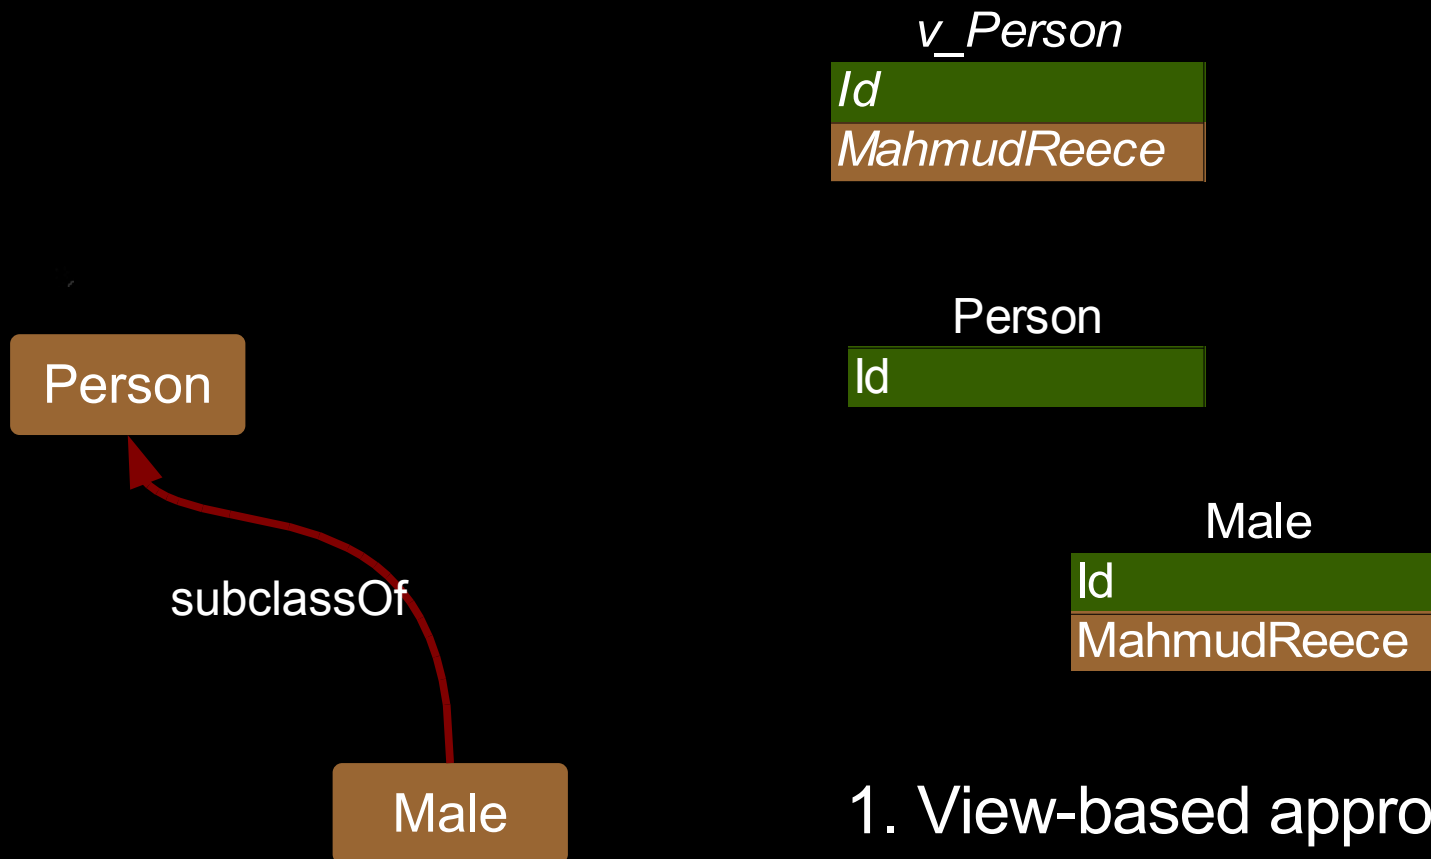 v_Person
Id
MahmudReece
Person
Id
Person
subclassOf
Male
Id
MahmudReece
Male
1. View-based appro